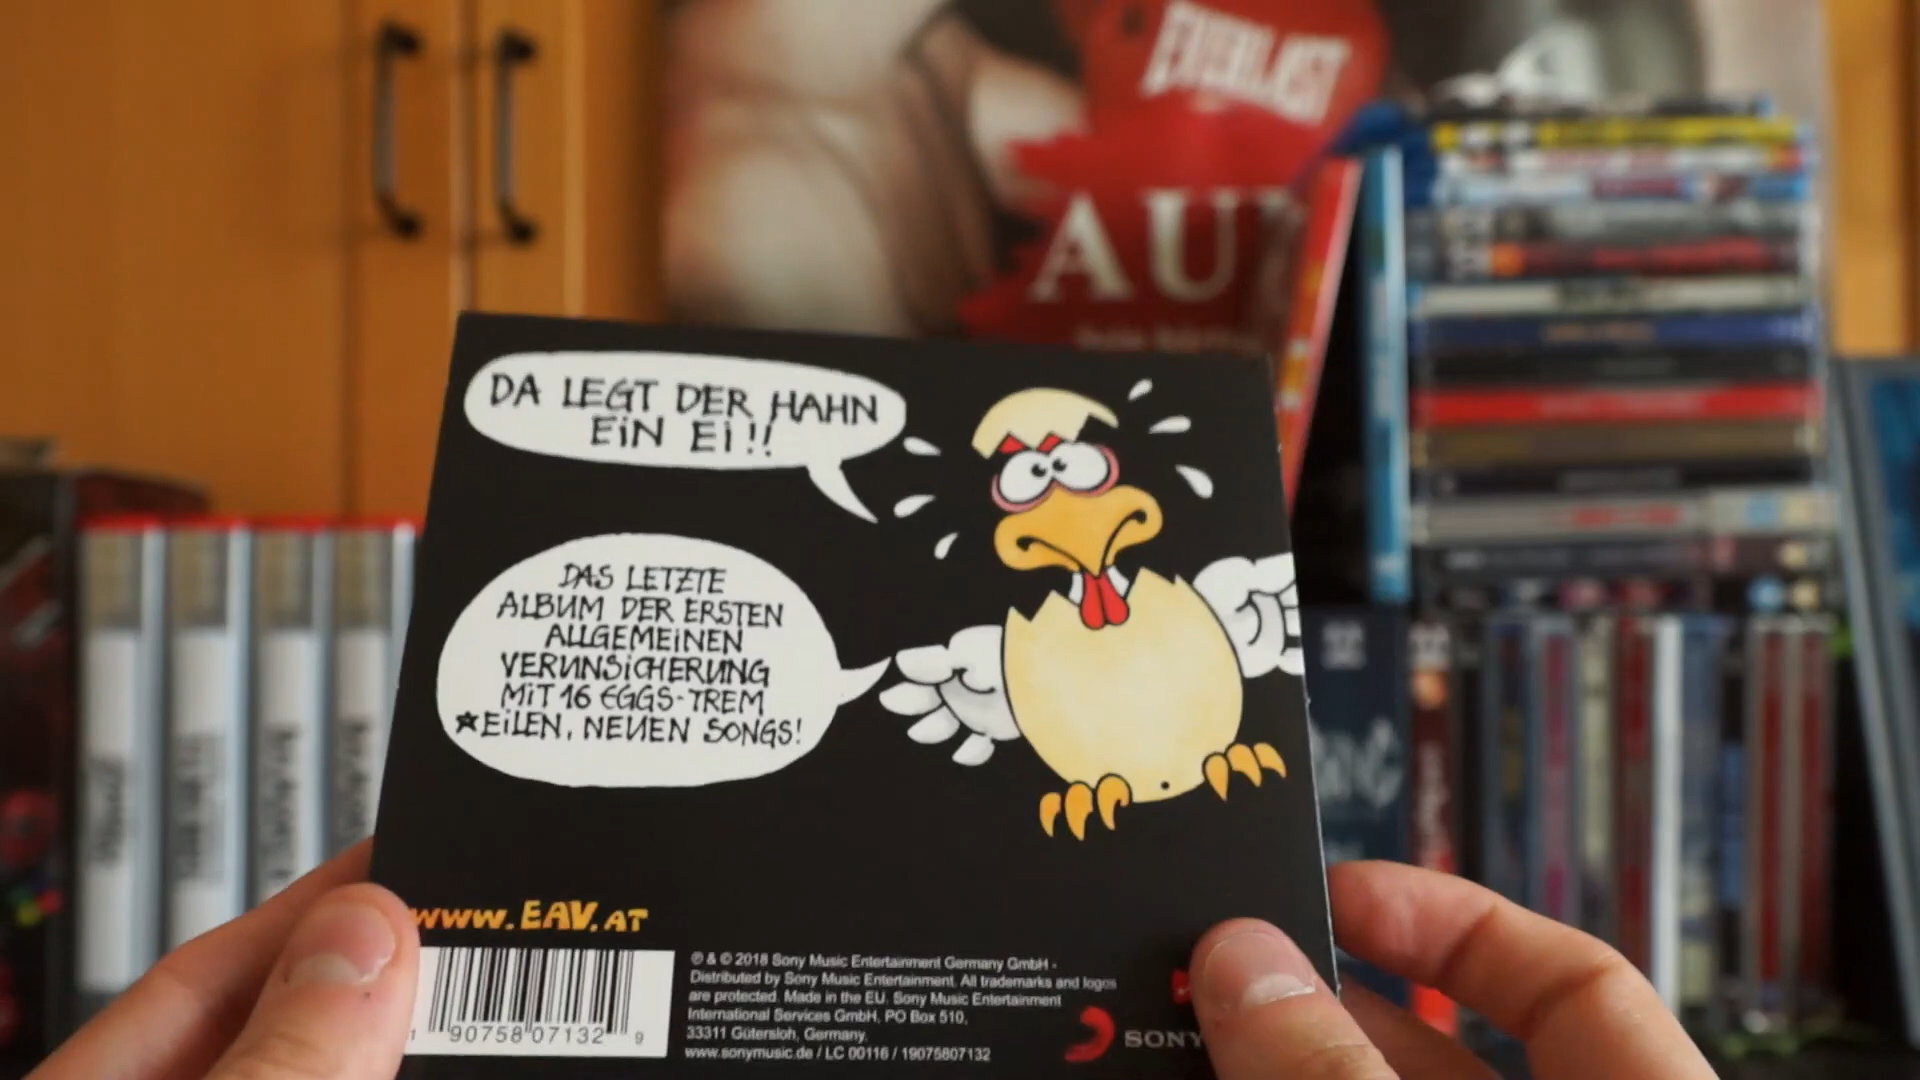 EVERLAST
DA LEGT DER HAHN
EIN EI!!
DAS LETZTE
ALBUM DER ERSTEN
ALLGEMEINEN
VERUNSICHERUNG
MIT 16 EGGS-TREM
*EILEN, NEUEN SONGS!
www.EAV.AT
1 90758 07132 9
℗ & © 2018 Sony Music Entertainment Germany GmbH -
Distributed by Sony Music Entertainment. All trademarks and logos
are protected. Made in the EU. Sony Music Entertainment
International Services GmbH, PO Box 510,
33311 Gütersloh, Germany.
www.sonymusic.de / LC 00116 / 19075807132
SONY